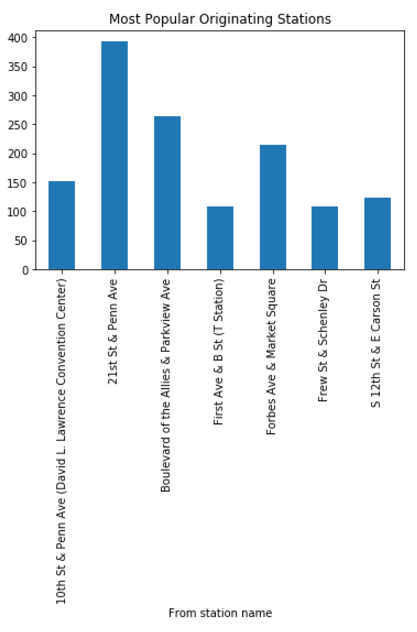 Most Popular Originating Stations
400
350
300
250
200
150
100
50
0
10th St & Penn Ave (David L. Lawrence Convention Center)
21st St & Penn Ave
Boulevard of the Allies & Parkview Ave
First Ave & B St (T Station)
Forbes Ave & Market Square
Frew St & Schenley Dr
S 12th St & E Carson St
From station name